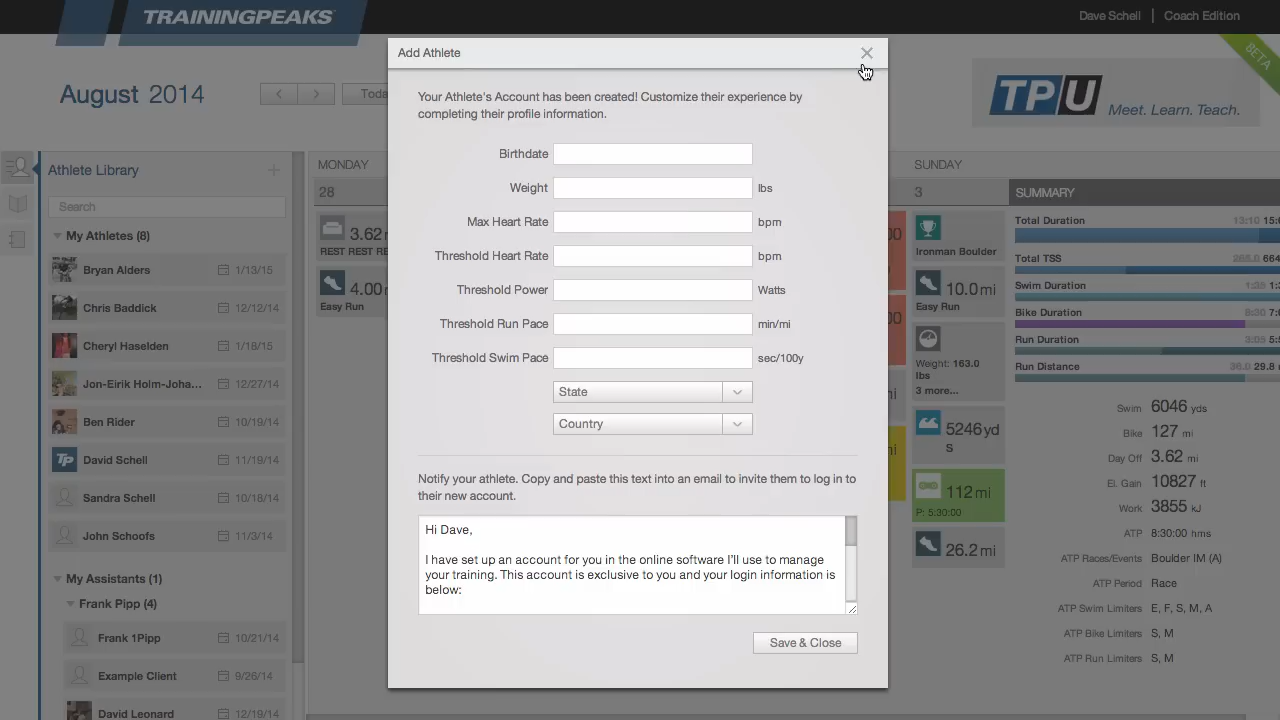 TRAININGPEAKS
Dave Schell | Coach Edition
BETA
August 2014
Today
TPU Meet. Learn. Teach.
Athlete Library
Search
My Athletes (8)
Bryan Alders 1/13/15
Chris Baddick 12/12/14
Cheryl Haselden 1/18/15
Jon-Eirik Holm-Joha... 12/27/14
Ben Rider 10/19/14
Tp David Schell 11/19/14
Sandra Schell 10/18/14
John Schoofs 11/3/14
My Assistants (1)
Frank Pipp (4)
Frank 1Pipp 10/21/14
Example Client 9/26/14
David Leonard 12/19/14
MONDAY
28
3.62
REST REST RE
4.00
Easy Run
Add Athlete
Your Athlete's Account has been created! Customize their experience by
completing their profile information.
Birthdate
Weight lbs
Max Heart Rate bpm
Threshold Heart Rate bpm
Threshold Power Watts
Threshold Run Pace min/mi
Threshold Swim Pace sec/100y
State
Country
Notify your athlete. Copy and paste this text into an email to invite them to log in to
their new account.
Hi Dave,
I have set up an account for you in the online software I'll use to manage
your training. This account is exclusive to you and your login information is
below:
Save & Close
SUNDAY
3
Ironman Boulder
10.0mi
Easy Run
Weight: 163.0
lbs
3 more...
5246yd
S
112mi
P: 5:30:00
26.2mi
SUMMARY
Total Duration 13:10
Total TSS 265.0
Swim Duration
Bike Duration
Run Duration
Run Distance
Swim 6046 yds
Bike 127 mi
Day Off 3.62 mi
El. Gain 10827 ft
Work 3855 kJ
ATP 8:30:00 hms
ATP Races/Events Boulder IM (A)
ATP Period Race
ATP Swim Limiters E, F, S, M, A
ATP Bike Limiters S, M
ATP Run Limiters S, M